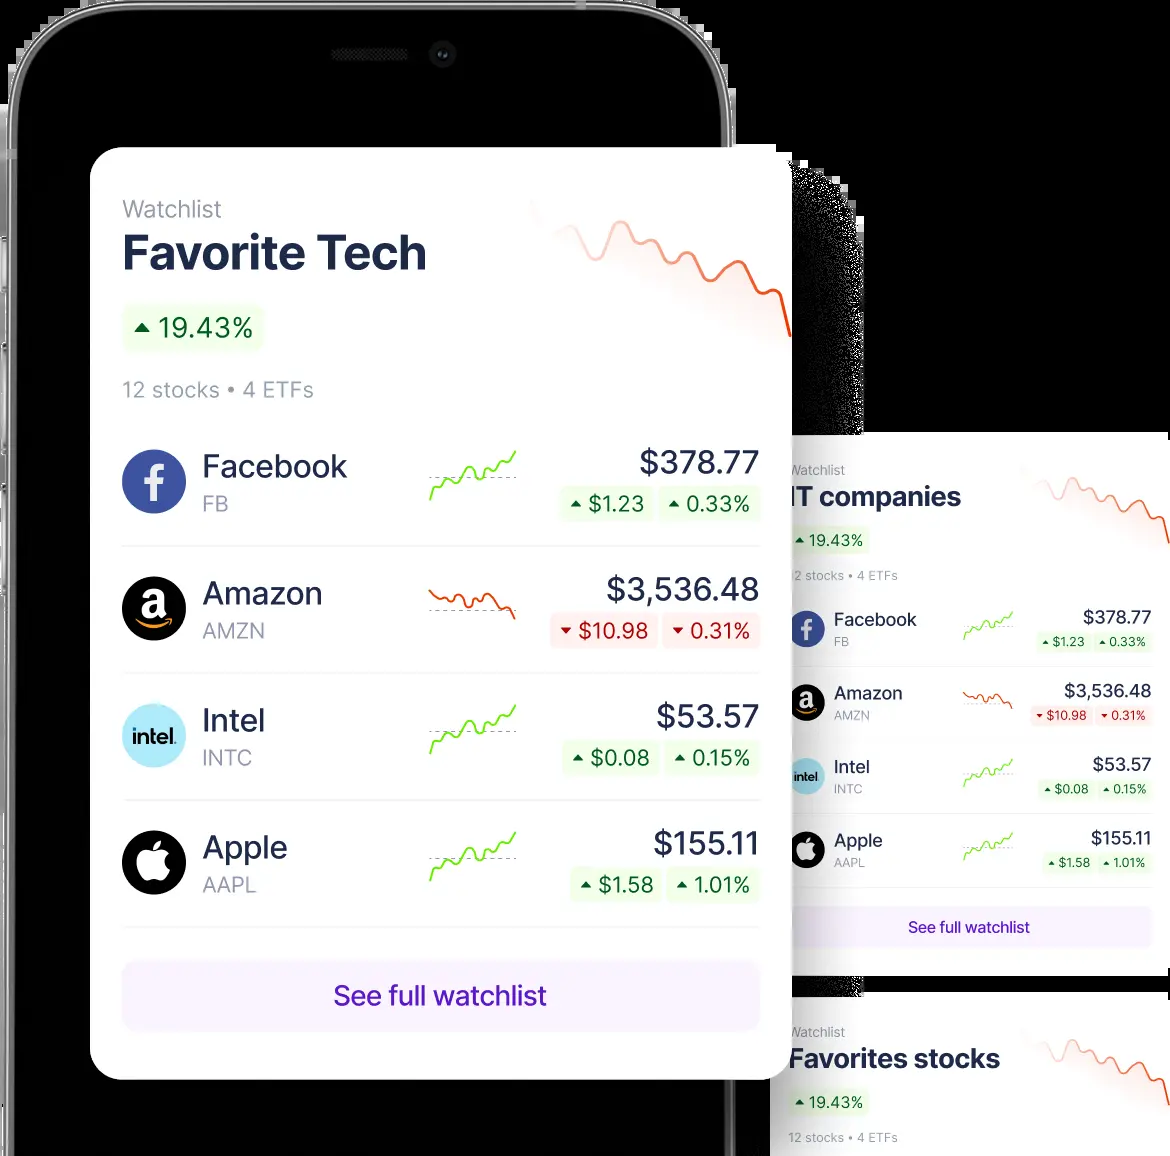 Watchlist
Favorite Tech
19.43%
12 stocks • 4 ETFs
Facebook
$378.77
FB
$1.23 0.33%
Amazon
$3,536.48
AMZN
$10.98 0.31%
intel.
Intel
$53.57
INTC
$0.08 0.15%
Apple
$155.11
AAPL
$1.58 1.01%
See full watchlist
Watchlist
IT companies
19.43%
12 stocks • 4 ETFs
Facebook
$378.77
FB
$1.23 0.33%
Amazon
$3,536.48
AMZN
$10.98 0.31%
intel.
Intel
$53.57
INTC
$0.08 0.15%
Apple
$155.11
AAPL
$1.58 1.01%
See full watchlist
Watchlist
Favorites stocks
19.43%
12 stocks • 4 ETFs